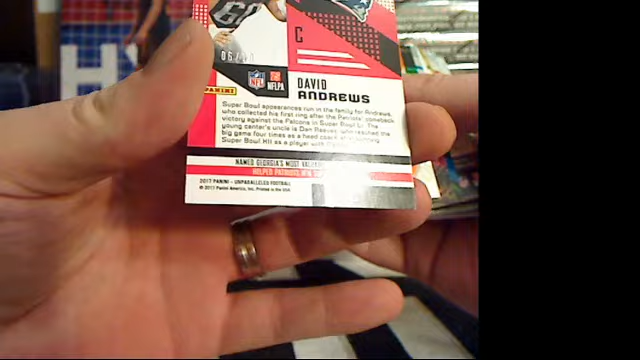 60
C
06/
NFL NFLPA
PANINI
DAVID
ANDREWS
Super Bowl appearances run in the family for Andrews,
who collected his first ring after the Patriots' comeback
victory against the Falcons in Super Bowl LI. The
young center's uncle is Dan Reeves, who reached the
big game four times as a head coach after
Super Bowl as a player with
NAMED GEORGIA'S MOST
HELPED PATRIOTS WIN
2017 PANINI - UNPARALLELED FOOTBALL
© 2017 Panini America, Inc. Printed in the USA